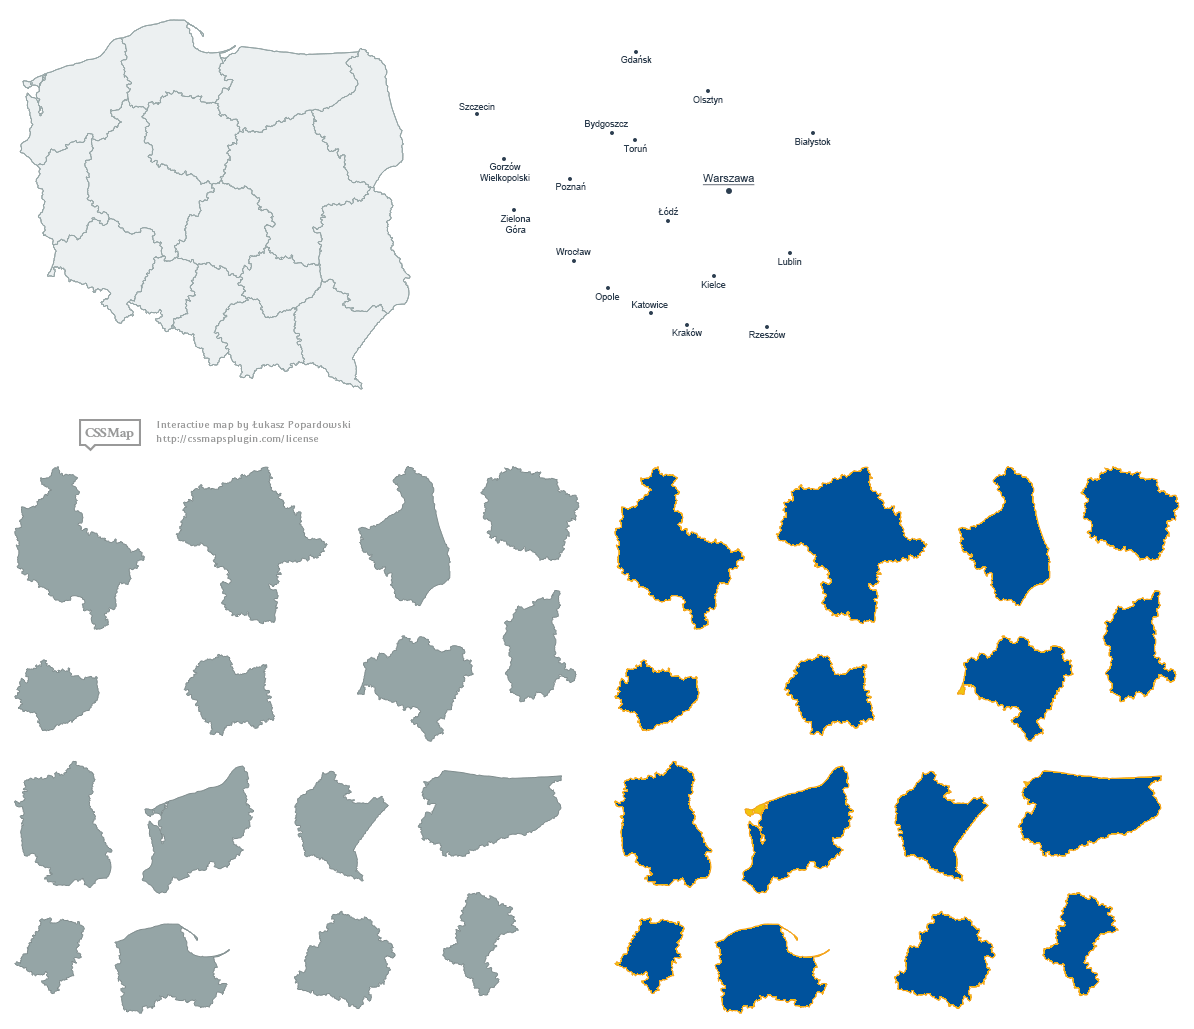 Gdańsk
Olsztyn
Szczecin
Bydgoszcz
Toruń
Białystok
Gorzów
Wielkopolski
Poznań
Warszawa
Łódź
Zielona
Góra
Wrocław
Lublin
Kielce
Opole
Katowice
Kraków
Rzeszów
CSSMap
Interactive map by Łukasz Popardowski
http://cssmapsplugin.com/license